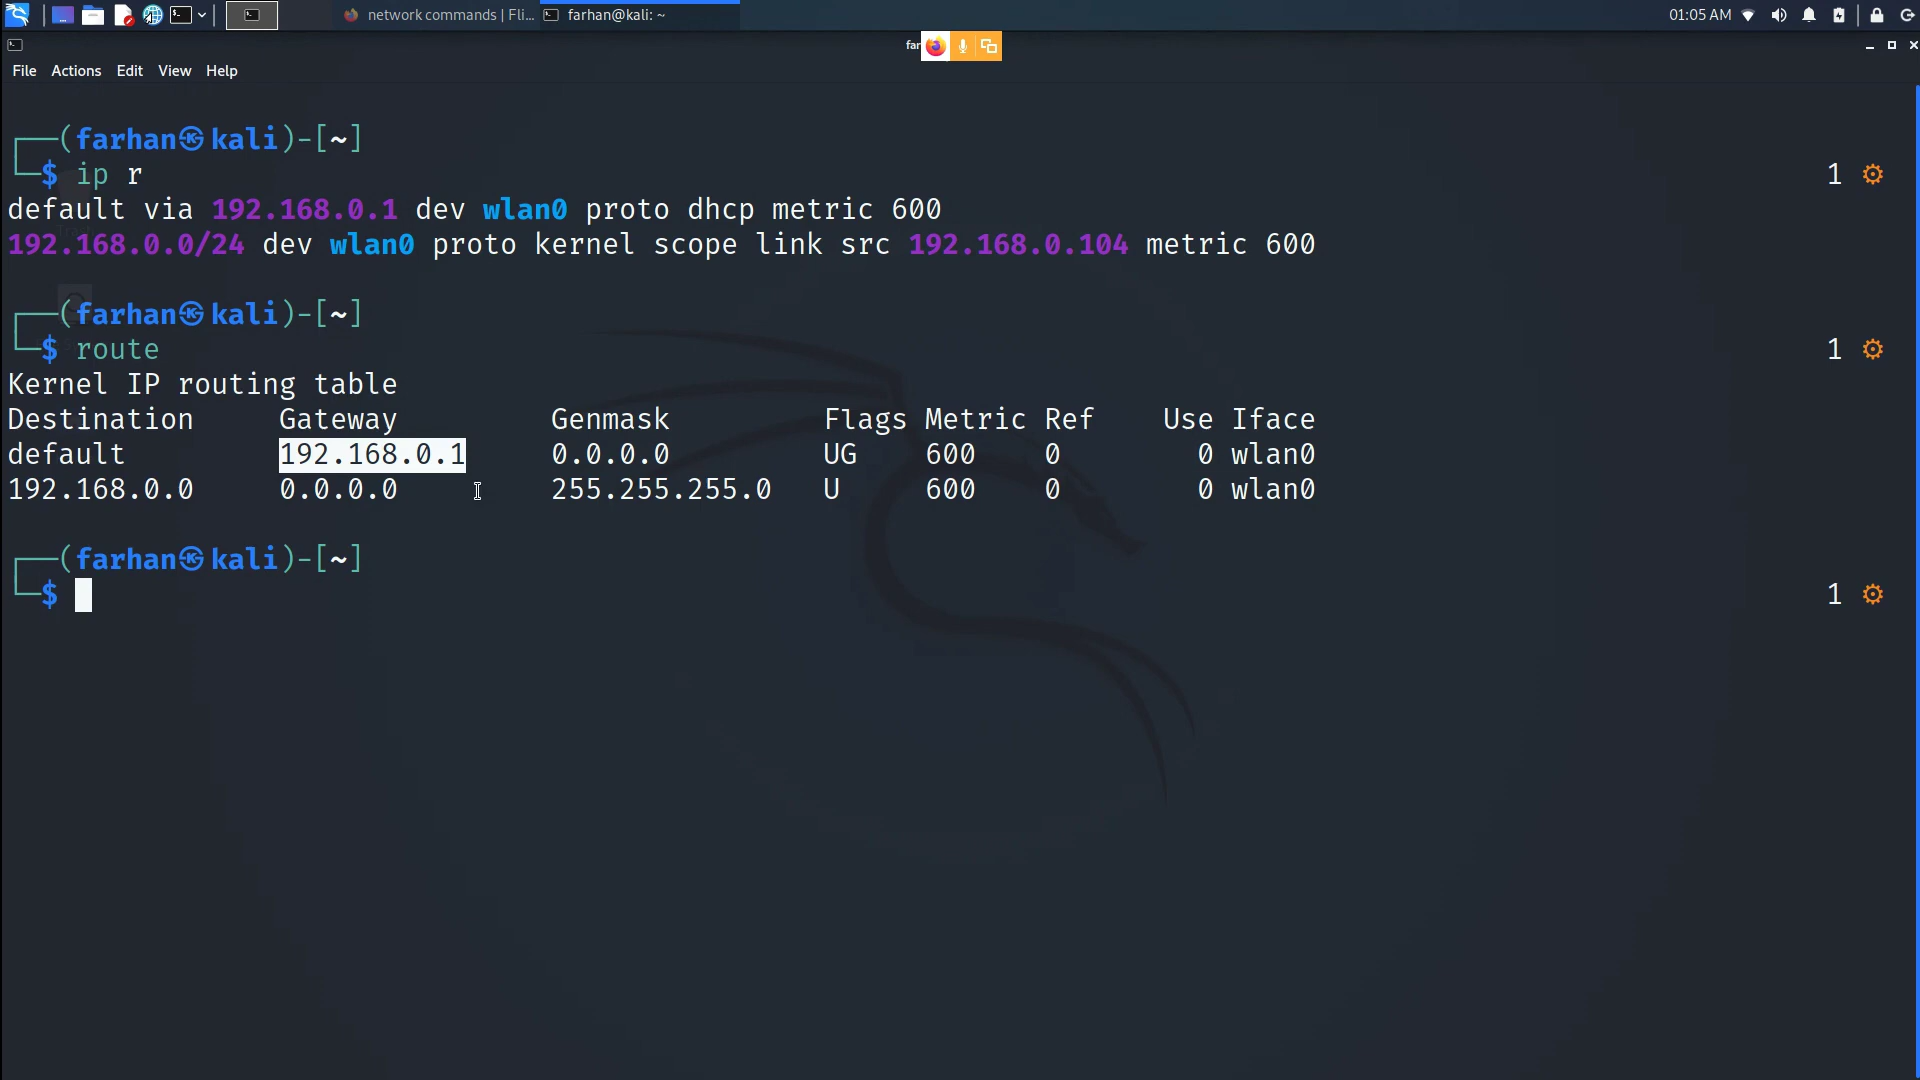 network commands | Fli...
farhan@kali: ~
01:05 AM
far
File Actions Edit View Help
┌──(farhan㉿kali)-[~]
└─$ ip r
1 ⚙
default via 192.168.0.1 dev wlan0 proto dhcp metric 600
192.168.0.0/24 dev wlan0 proto kernel scope link src 192.168.0.104 metric 600
┌──(farhan㉿kali)-[~]
└─$ route
1 ⚙
Kernel IP routing table
Destination Gateway Genmask Flags Metric Ref Use Iface
default 192.168.0.1 0.0.0.0 UG 600 0 0 wlan0
192.168.0.0 0.0.0.0 255.255.255.0 U 600 0 0 wlan0
┌──(farhan㉿kali)-[~]
└─$
1 ⚙